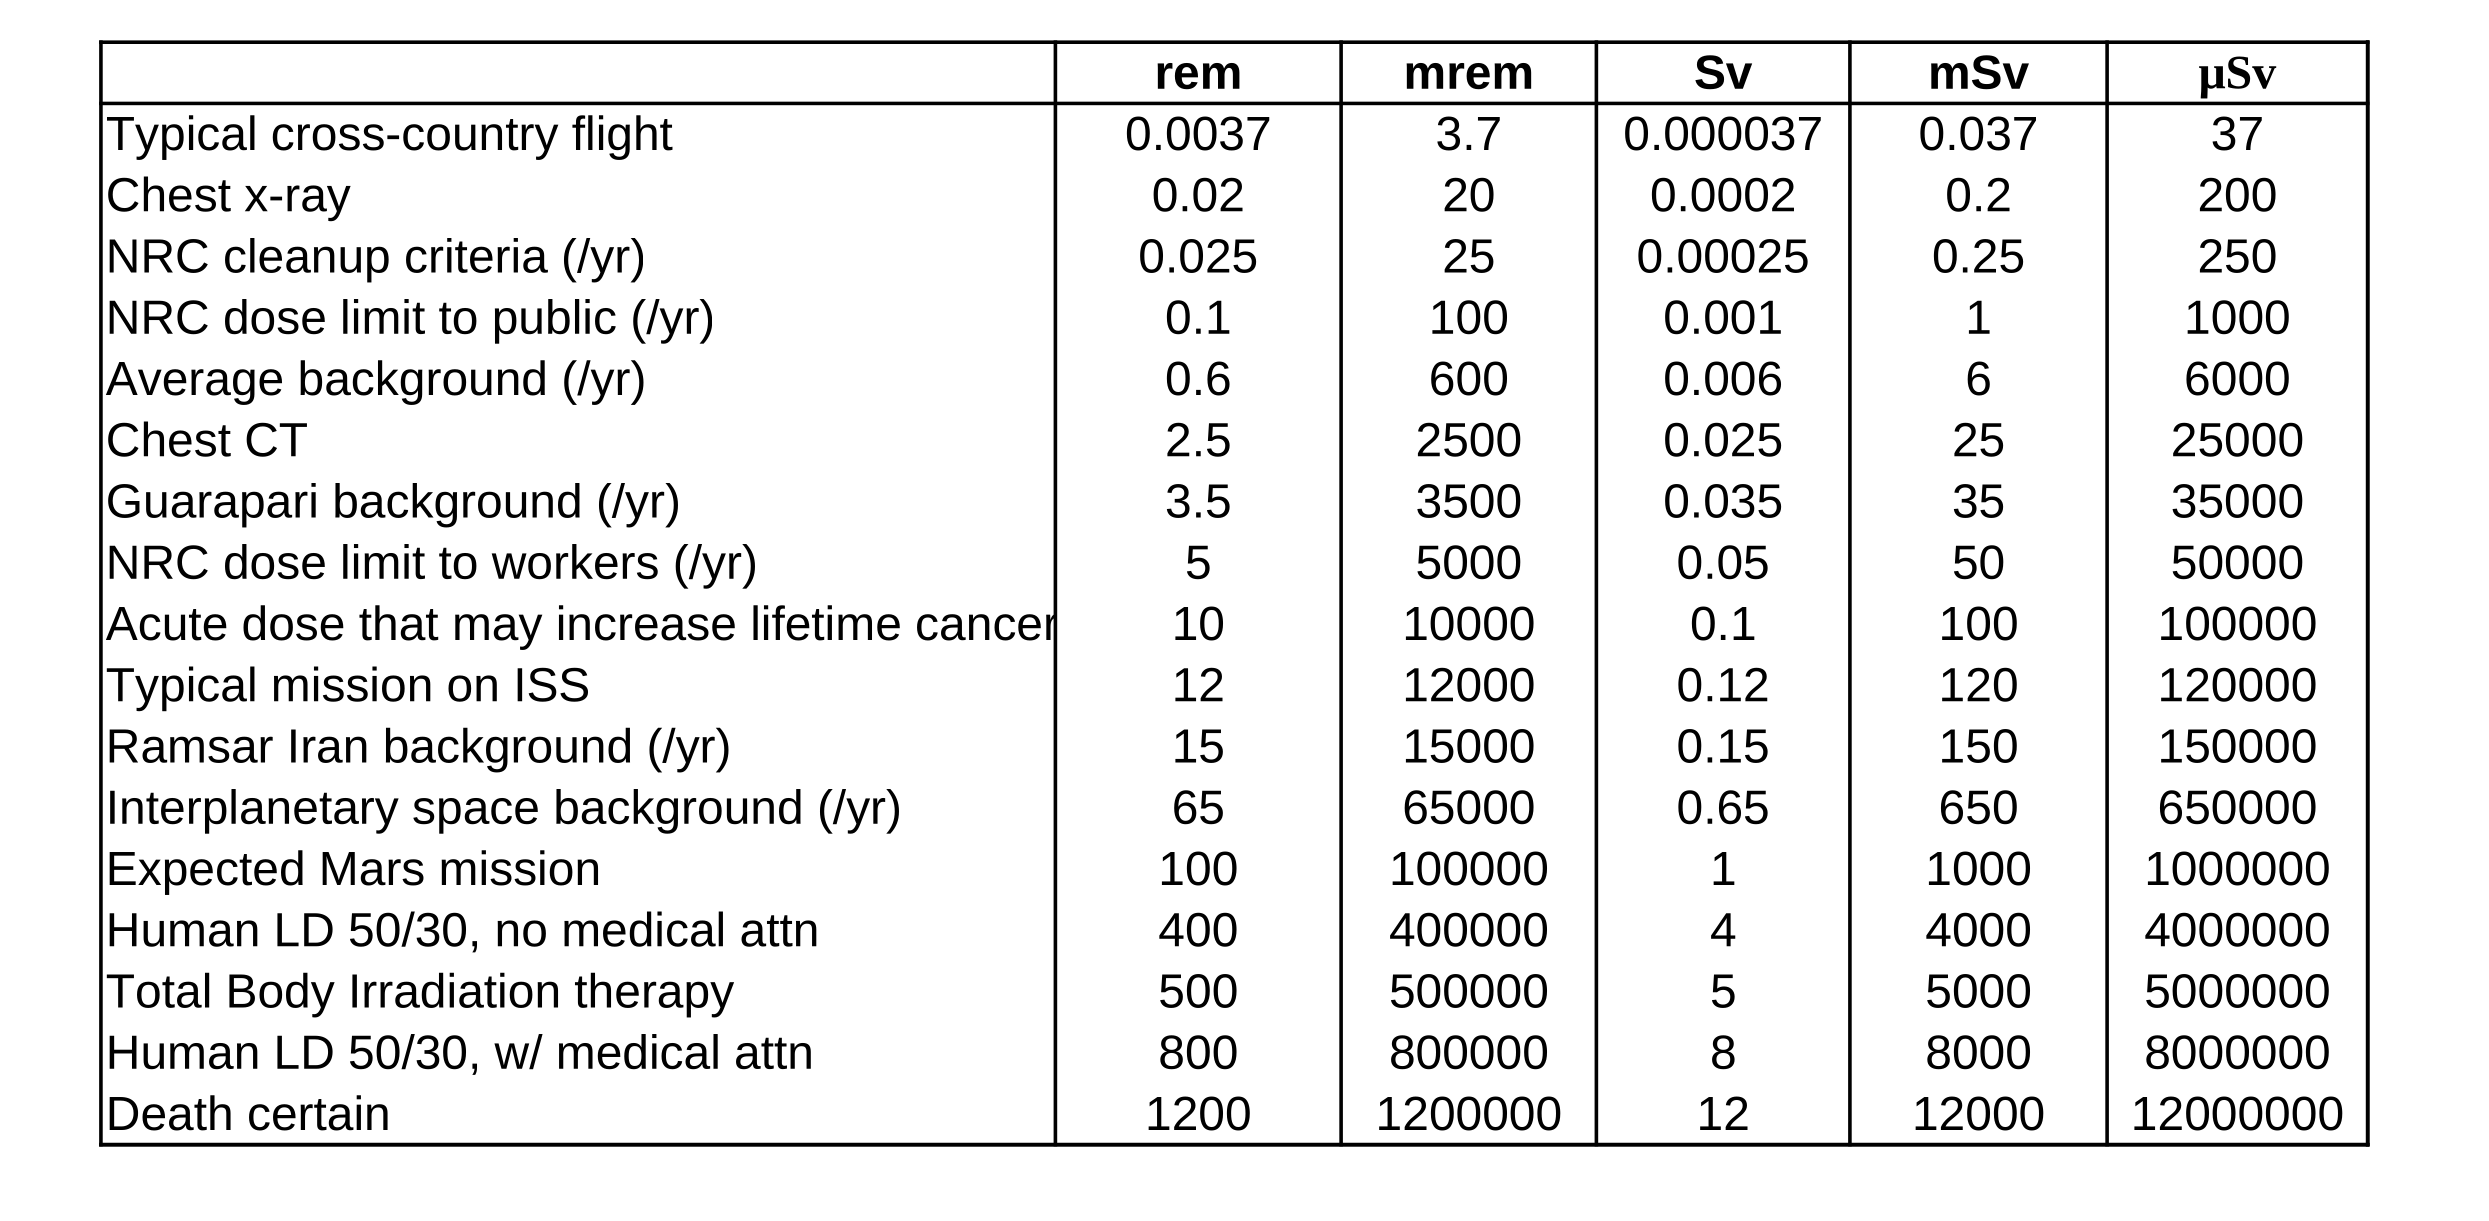 rem mrem Sv mSv µSv
Typical cross-country flight 0.0037 3.7 0.000037 0.037 37
Chest x-ray 0.02 20 0.0002 0.2 200
NRC cleanup criteria (/yr) 0.025 25 0.00025 0.25 250
NRC dose limit to public (/yr) 0.1 100 0.001 1 1000
Average background (/yr) 0.6 600 0.006 6 6000
Chest CT 2.5 2500 0.025 25 25000
Guarapari background (/yr) 3.5 3500 0.035 35 35000
NRC dose limit to workers (/yr) 5 5000 0.05 50 50000
Acute dose that may increase lifetime cancer 10 10000 0.1 100 100000
Typical mission on ISS 12 12000 0.12 120 120000
Ramsar Iran background (/yr) 15 15000 0.15 150 150000
Interplanetary space background (/yr) 65 65000 0.65 650 650000
Expected Mars mission 100 100000 1 1000 1000000
Human LD 50/30, no medical attn 400 400000 4 4000 4000000
Total Body Irradiation therapy 500 500000 5 5000 5000000
Human LD 50/30, w/ medical attn 800 800000 8 8000 8000000
Death certain 1200 1200000 12 12000 12000000